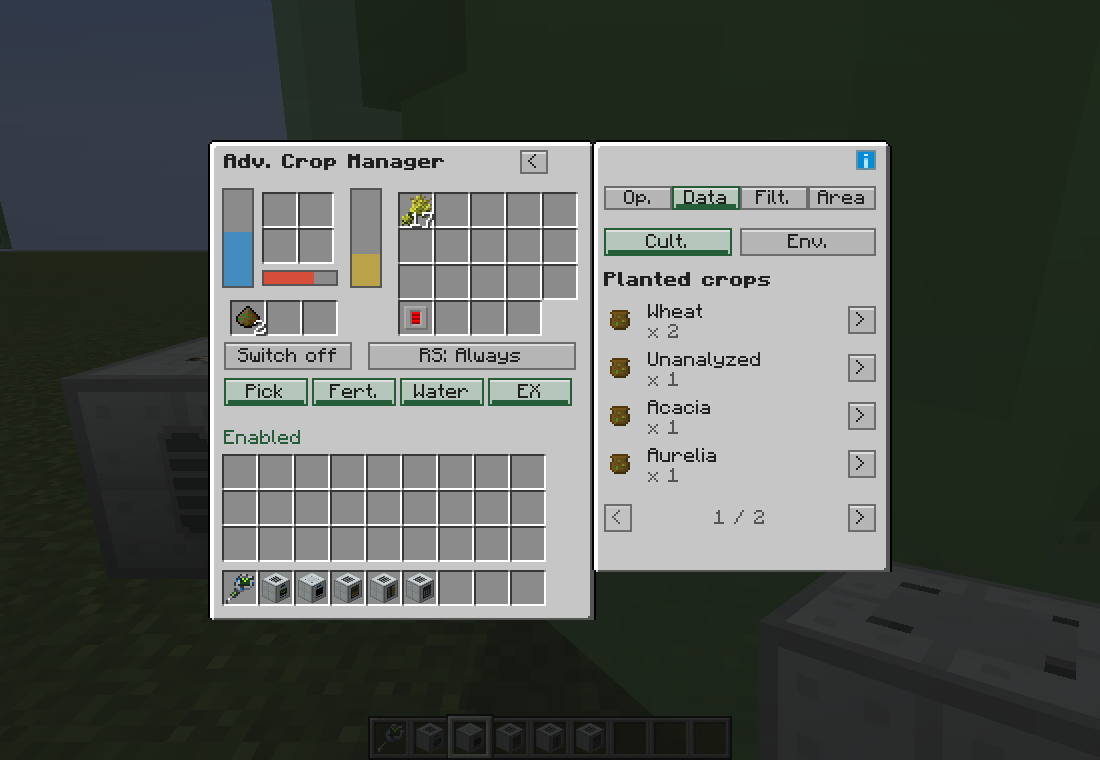 Adv. Crop Manager
<
i
Op. Data Filt. Area
17
Cult. Env.
Planted crops
Wheat
x 2
>
Unanalyzed
x 1
>
Acacia
x 1
>
Aurelia
x 1
>
< 1 / 2 >
2
Switch off RS: Always
Pick Fert. Water EX
Enabled